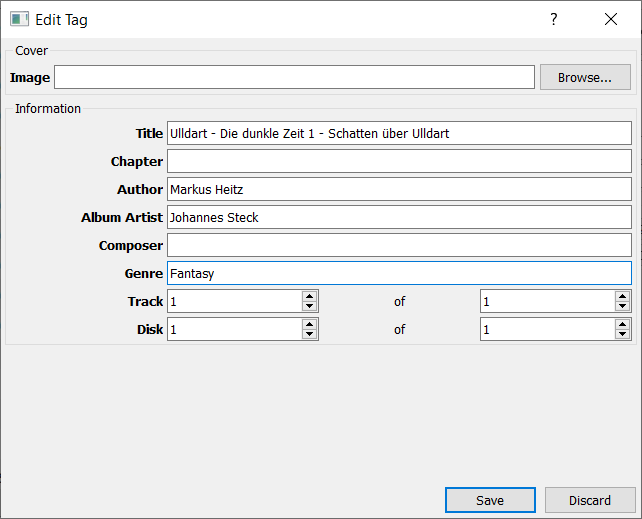 Edit Tag
?
Cover
Image
Browse...
Information
Title Ulldart - Die dunkle Zeit 1 - Schatten über Ulldart
Chapter
Author Markus Heitz
Album Artist Johannes Steck
Composer
Genre Fantasy
Track 1 of 1
Disk 1 of 1
Save Discard